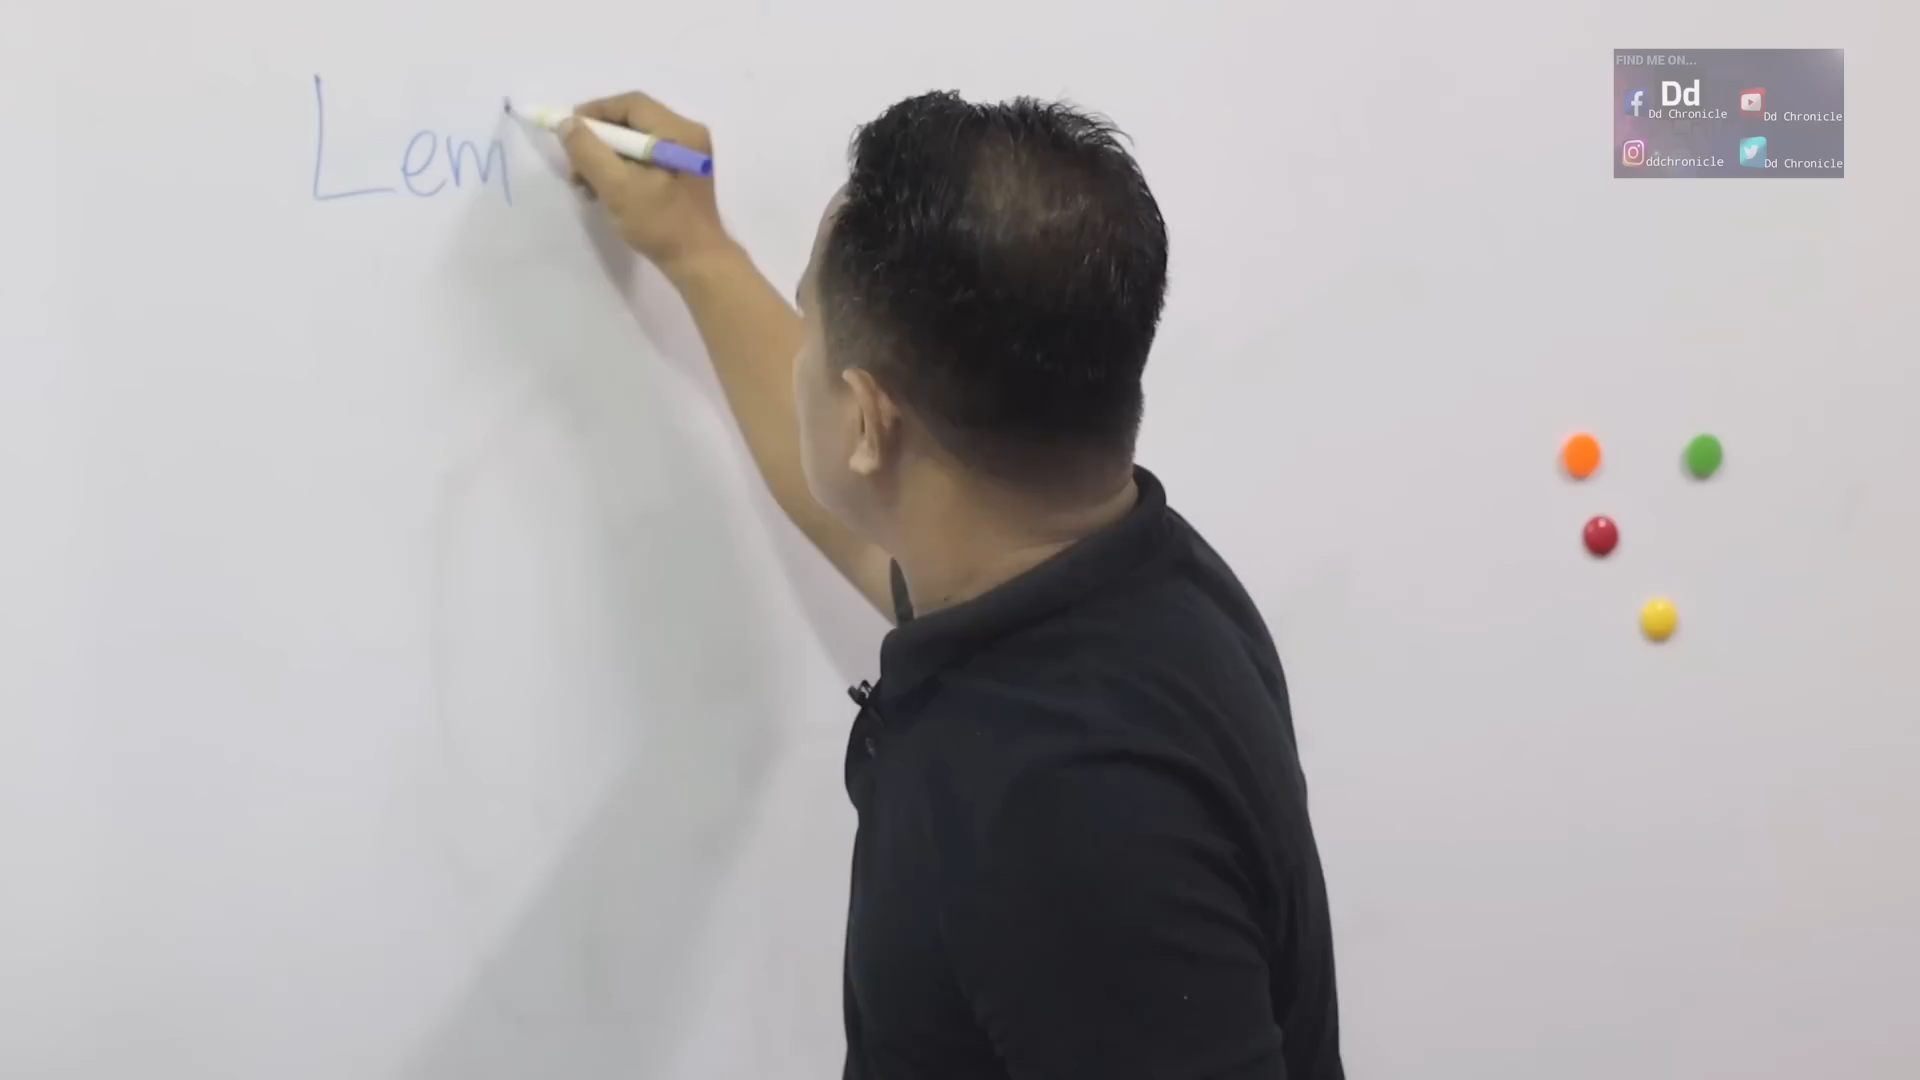 Lem
FIND ME ON...
Dd
Dd Chronicle
Dd Chronicle
ddchronicle
Dd Chronicle